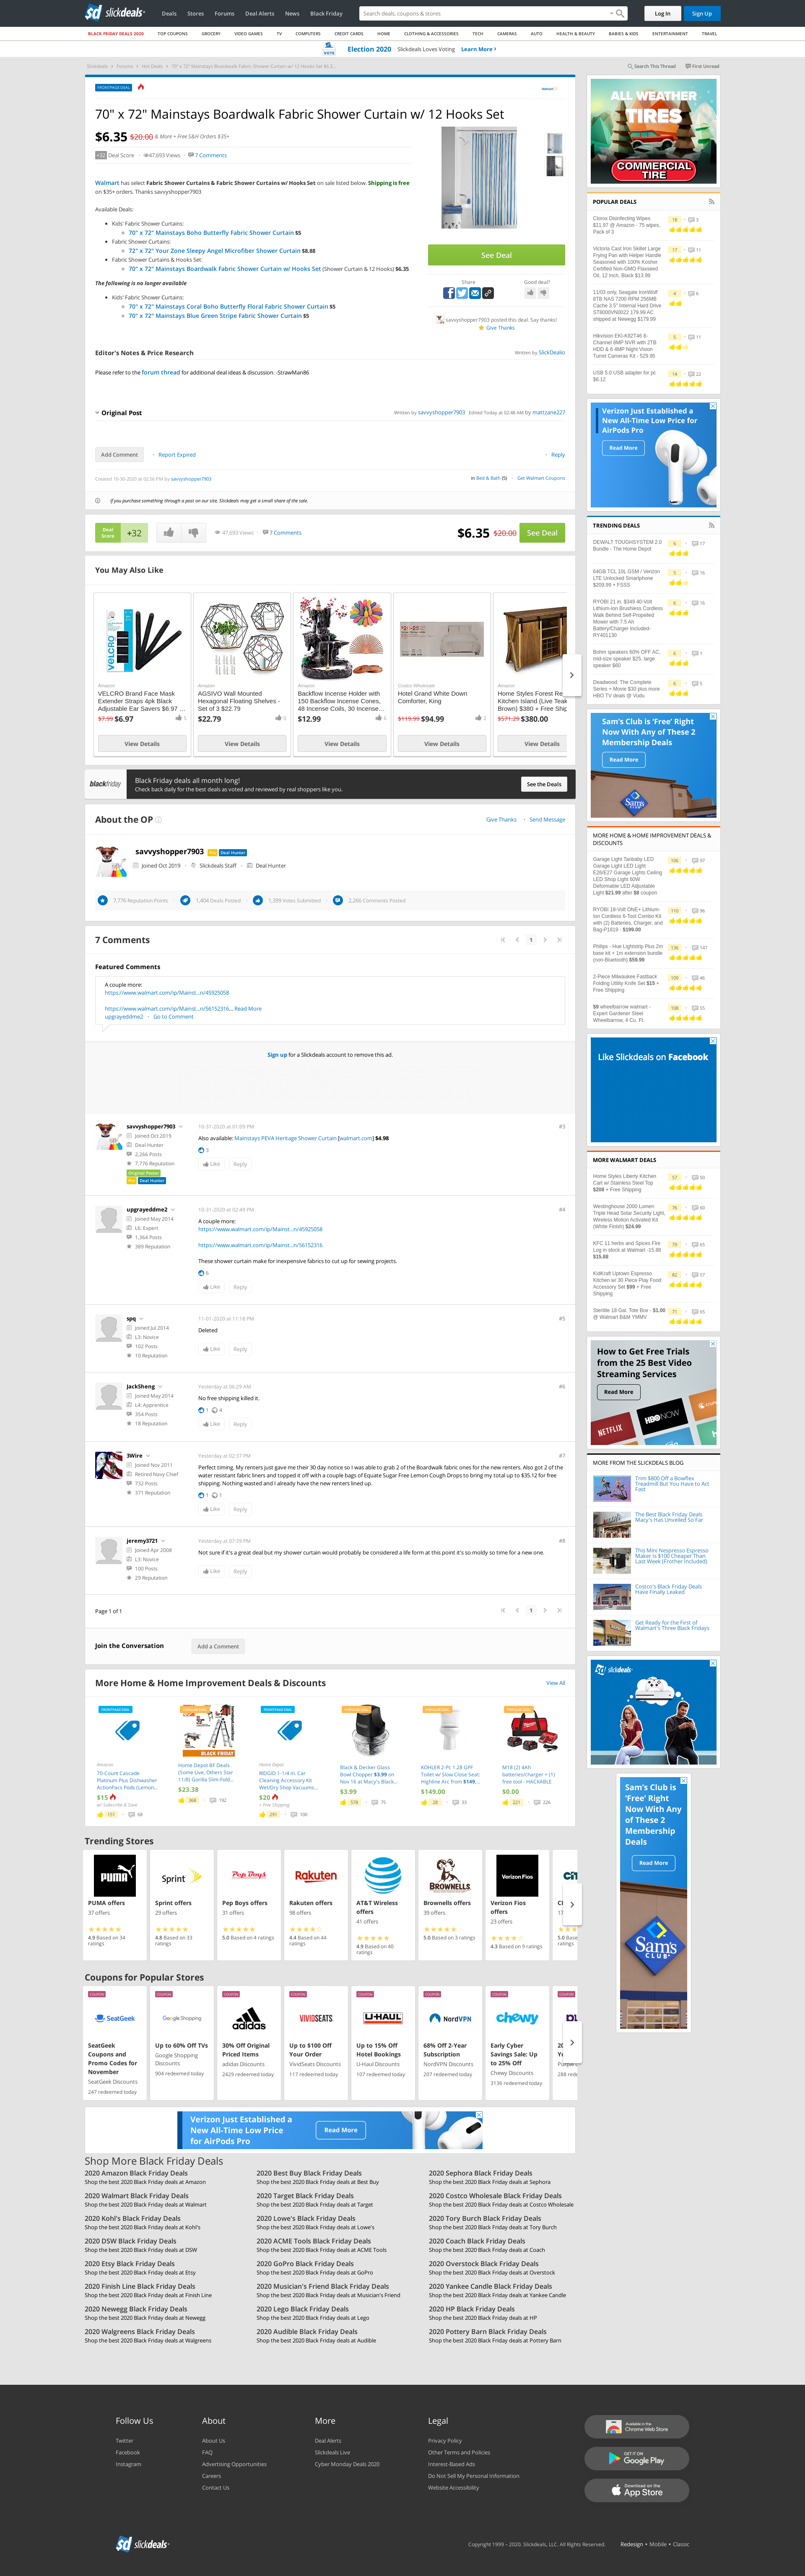 slickdeals
Deals Stores Forums Deal Alerts News Black Friday
Search deals, coupons & stores
Log In Sign Up
BLACK FRIDAY DEALS 2020 TOP COUPONS GROCERY VIDEO GAMES TV COMPUTERS CREDIT CARDS HOME CLOTHING & ACCESSORIES TECH CAMERAS AUTO HEALTH & BEAUTY BABIES & KIDS ENTERTAINMENT TRAVEL
VOTE Election 2020 Slickdeals Loves Voting Learn More
Slickdeals Forums Hot Deals 70" x 72" Mainstays Boardwalk Fabric Shower Curtain w/ 12 Hooks Set $6.3...
Search This Thread First Unread
FRONTPAGE DEAL
70" x 72" Mainstays Boardwalk Fabric Shower Curtain w/ 12 Hooks Set
$6.35 $20.00 & More + Free S&H Orders $35+
+32 Deal Score 47,693 Views 7 Comments
Walmart has select Fabric Shower Curtains & Fabric Shower Curtains w/ Hooks Set on sale listed below. Shipping is free
on $35+ orders. Thanks savvyshopper7903
Available Deals:
Kids' Fabric Shower Curtains:
70" x 72" Mainstays Boho Butterfly Fabric Shower Curtain $5
Fabric Shower Curtains:
72" x 72" Your Zone Sleepy Angel Microfiber Shower Curtain $8.88
Fabric Shower Curtains & Hooks Set:
70" x 72" Mainstays Boardwalk Fabric Shower Curtain w/ Hooks Set (Shower Curtain & 12 Hooks) $6.35
The following is no longer available
Kids' Fabric Shower Curtains:
70" x 72" Mainstays Coral Boho Butterfly Floral Fabric Shower Curtain $5
70" x 72" Mainstays Blue Green Stripe Fabric Shower Curtain $5
See Deal
Share Good deal?
savvyshopper7903 posted this deal. Say thanks!
Give Thanks
Editor's Notes & Price Research
Written by SlickDealio
Please refer to the forum thread for additional deal ideas & discussion. -StrawMan86
Original Post
Written by savvyshopper7903 Edited Today at 02:48 AM by mattzane227
Add Comment Report Expired Reply
Created 10-30-2020 at 02:56 PM by savvyshopper7903
in Bed & Bath (5) Get Walmart Coupons
If you purchase something through a post on our site, Slickdeals may get a small share of the sale.
Deal Score +32
47,693 Views 7 Comments
$6.35 $20.00 See Deal
You May Also Like
Amazon
VELCRO Brand Face Mask Extender Straps 4pk Black Adjustable Ear Savers $6.97 ...
$7.99 $6.97 5
View Details
Amazon
AGSIVO Wall Mounted Hexagonal Floating Shelves - Set of 3 $22.79
$22.79 0
View Details
Amazon
Backflow Incense Holder with 150 Backflow Incense Cones, 48 Incense Coils, 30 Incense...
$12.99 6
View Details
Costco Wholesale
Hotel Grand White Down Comforter, King
$119.99 $94.99 2
View Details
Amazon
Home Styles Forest Re
Kitchen Island (Live Teak
Brown) $380 + Free Ship
$571.29 $380.00
View Details
blackfriday
Black Friday deals all month long!
Check back daily for the best deals as voted and reviewed by real shoppers like you.
See the Deals
About the OP
Give Thanks Send Message
savvyshopper7903 Pro Deal Hunter
Joined Oct 2019 Slickdeals Staff Deal Hunter
7,776 Reputation Points 1,404 Deals Posted 1,399 Votes Submitted 2,266 Comments Posted
7 Comments
1
Featured Comments
A couple more:
https://www.walmart.com/ip/Mainst...n/45925058
https://www.walmart.com/ip/Mainst...n/56152316... Read More
upgrayeddme2 Go to Comment
Sign up for a Slickdeals account to remove this ad.
savvyshopper7903
Joined Oct 2019
Deal Hunter
2,266 Posts
7,776 Reputation
Original Poster
Pro Deal Hunter
10-31-2020 at 01:05 PM #3
Also available: Mainstays PEVA Heritage Shower Curtain [walmart.com] $4.98
3
Like Reply
upgrayeddme2
Joined May 2014
L6: Expert
1,364 Posts
389 Reputation
10-31-2020 at 02:49 PM #4
A couple more:
https://www.walmart.com/ip/Mainst...n/45925058
https://www.walmart.com/ip/Mainst...n/56152316
These shower curtain make for inexpensive fabrics to cut up for sewing projects.
6
Like Reply
spq
Joined Jul 2014
L3: Novice
102 Posts
10 Reputation
11-01-2020 at 11:18 PM #5
Deleted
Like Reply
JackSheng
Joined May 2014
L4: Apprentice
354 Posts
18 Reputation
Yesterday at 06:29 AM #6
No free shipping killed it.
1 4
Like Reply
3Wire
Joined Nov 2011
Retired Navy Chief
732 Posts
371 Reputation
Yesterday at 02:37 PM #7
Perfect timing. My renters just gave me their 30 day notice so I was able to grab 2 of the Boardwalk fabric ones for the new renters. Also got 2 of the
water resistant fabric liners and topped it off with a couple bags of Equate Sugar Free Lemon Cough Drops to bring my total up to $35.12 for free
shipping. Nothing wasted and I already have the new renters lined up.
1 1
Like Reply
jeremy3721
Joined Apr 2008
L3: Novice
100 Posts
29 Reputation
Yesterday at 07:39 PM #8
Not sure if it's a great deal but my shower curtain would probably be considered a life form at this point it's so moldy so time for a new one.
Like Reply
Page 1 of 1
1
Join the Conversation Add a Comment
More Home & Home Improvement Deals & Discounts
View All
FRONTPAGE DEAL
Amazon
70-Count Cascade Platinum Plus Dishwasher ActionPacs Pods (Lemon...
$15
w/ Subscribe & Save
151 68
BLACK FRIDAY
Home Depot BF Deals (Some Live, Others Star 11/8) Gorilla Slim-Fold...
$23.38
368 192
FRONTPAGE DEAL
Home Depot
RIDGID 1-1/4 in. Car Cleaning Accessory Kit Wet/Dry Shop Vacuums...
$20
+ Free Shipping
291 100
Black & Decker Glass Bowl Chopper $3.99 on Nov 16 at Macy's Black...
$3.99
578 75
KOHLER 2-Pt. 1.28 GPF Toilet w/ Slow Close Seat: Highline Arc from $149...
$149.00
28 33
M18 (2) 4Ah batteries/charger + (1) free tool - HACKABLE
$0.00
221 226
Trending Stores
PUMA
PUMA offers
37 offers
4.9 Based on 34 ratings
Sprint
Sprint offers
29 offers
4.8 Based on 33 ratings
Pep Boys
Pep Boys offers
31 offers
5.0 Based on 4 ratings
Rakuten
Rakuten offers
98 offers
4.4 Based on 44 ratings
AT&T
AT&T Wireless offers
41 offers
4.9 Based on 40 ratings
BROWNELLS
Brownells offers
39 offers
5.0 Based on 3 ratings
Verizon Fios
Verizon Fios offers
23 offers
4.3 Based on 9 ratings
Coupons for Popular Stores
COUPON
SeatGeek
SeatGeek Coupons and Promo Codes for November
SeatGeek Discounts
247 redeemed today
COUPON
Google Shopping
Up to 60% Off TVs
Google Shopping Discounts
904 redeemed today
COUPON
adidas
30% Off Original Priced Items
adidas Discounts
2429 redeemed today
COUPON
VIVIDSEATS
Up to $100 Off Your Order
VividSeats Discounts
117 redeemed today
COUPON
U-HAUL
Up to 15% Off Hotel Bookings
U-Haul Discounts
107 redeemed today
COUPON
NordVPN
68% Off 2-Year Subscription
NordVPN Discounts
207 redeemed today
COUPON
chewy
Early Cyber Savings Sale: Up to 25% Off
Chewy Discounts
3136 redeemed today
COUPON
Verizon Just Established a
New All-Time Low Price
for AirPods Pro
Read More
Shop More Black Friday Deals
2020 Amazon Black Friday Deals
Shop the best 2020 Black Friday deals at Amazon
2020 Walmart Black Friday Deals
Shop the best 2020 Black Friday deals at Walmart
2020 Kohl's Black Friday Deals
Shop the best 2020 Black Friday deals at Kohl's
2020 DSW Black Friday Deals
Shop the best 2020 Black Friday deals at DSW
2020 Etsy Black Friday Deals
Shop the best 2020 Black Friday deals at Etsy
2020 Finish Line Black Friday Deals
Shop the best 2020 Black Friday deals at Finish Line
2020 Newegg Black Friday Deals
Shop the best 2020 Black Friday deals at Newegg
2020 Walgreens Black Friday Deals
Shop the best 2020 Black Friday deals at Walgreens
2020 Best Buy Black Friday Deals
Shop the best 2020 Black Friday deals at Best Buy
2020 Target Black Friday Deals
Shop the best 2020 Black Friday deals at Target
2020 Lowe's Black Friday Deals
Shop the best 2020 Black Friday deals at Lowe's
2020 ACME Tools Black Friday Deals
Shop the best 2020 Black Friday deals at ACME Tools
2020 GoPro Black Friday Deals
Shop the best 2020 Black Friday deals at GoPro
2020 Musician's Friend Black Friday Deals
Shop the best 2020 Black Friday deals at Musician's Friend
2020 Lego Black Friday Deals
Shop the best 2020 Black Friday deals at Lego
2020 Audible Black Friday Deals
Shop the best 2020 Black Friday deals at Audible
2020 Sephora Black Friday Deals
Shop the best 2020 Black Friday deals at Sephora
2020 Costco Wholesale Black Friday Deals
Shop the best 2020 Black Friday deals at Costco Wholesale
2020 Tory Burch Black Friday Deals
Shop the best 2020 Black Friday deals at Tory Burch
2020 Coach Black Friday Deals
Shop the best 2020 Black Friday deals at Coach
2020 Overstock Black Friday Deals
Shop the best 2020 Black Friday deals at Overstock
2020 Yankee Candle Black Friday Deals
Shop the best 2020 Black Friday deals at Yankee Candle
2020 HP Black Friday Deals
Shop the best 2020 Black Friday deals at HP
2020 Pottery Barn Black Friday Deals
Shop the best 2020 Black Friday deals at Pottery Barn
ALL WEATHER TIRES
COMMERCIAL TIRE
POPULAR DEALS
Clorox Disinfecting Wipes $11.97 @ Amazon - 75 wipes, Pack of 3
18 3
Victoria Cast Iron Skillet Large Frying Pan with Helper Handle Seasoned with 100% Kosher Certified Non-GMO Flaxseed Oil, 12 Inch, Black $13.99
17 11
11/03 only, Seagate IronWolf 8TB NAS 7200 RPM 256MB Cache 3.5" Internal Hard Drive ST8000VN0022 179.99 AC shipped at Newegg $179.99
4 6
Hikvision EKI-K82T46 8-Channel 8MP NVR with 2TB HDD & 6 4MP Night Vision Turret Cameras Kit - 529.95
5 11
USB 5.0 USB adapter for pc $6.12
14 22
Verizon Just Established a
New All-Time Low Price for
AirPods Pro
Read More
TRENDING DEALS
DEWALT TOUGHSYSTEM 2.0 Bundle - The Home Depot
6 17
64GB TCL 10L GSM / Verizon LTE Unlocked Smartphone $209.99 + FSSS
5 16
RYOBI 21 in. $349 40-Volt Lithium-ion Brushless Cordless Walk Behind Self-Propelled Mower with 7.5 Ah Battery/Charger Included-RY401130
6 16
Bohm speakers 60% OFF AC, mid-size speaker $25, large speaker $60
6 1
Deadwood: The Complete Series + Movie $30 plus more HBO TV deals @ Vudu
6 5
Sam's Club is 'Free' Right
Now With Any of These 2
Membership Deals
Read More
MORE HOME & HOME IMPROVEMENT DEALS & DISCOUNTS
Garage Light Tanbaby LED Garage Light LED Light E26/E27 Garage Lights Ceiling LED Shop Light 60W Deformable LED Adjustable Light $21.99 after $8 coupon
106 97
RYOBI 18-Volt ONE+ Lithium-Ion Cordless 6-Tool Combo Kit with (2) Batteries, Charger, and Bag-P1819 - $199.00
110 96
Philips - Hue Lightstrip Plus 2m base kit + 1m extension bundle (non-Bluetooth) $59.99
136 147
2-Piece Milwaukee Fastback Folding Utility Knife Set $15 + Free Shipping
109 46
$9 wheelbarrow walmart - Expert Gardener Steel Wheelbarrow, 4 Cu. Ft.
108 55
Like Slickdeals on Facebook
MORE WALMART DEALS
Home Styles Liberty Kitchen Cart w/ Stainless Steel Top $288 + Free Shipping
57 50
Westinghouse 2000 Lumen Triple Head Solar Security Light, Wireless Motion Activated Kit (White Finish) $24.99
76 60
KFC 11 herbs and Spices Fire Log in stock at Walmart -15.88 $15.88
79 65
KidKraft Uptown Espresso Kitchen w/ 30 Piece Play Food Accessory Set $99 + Free Shipping
82 57
Sterilite 18 Gal. Tote Box - $1.00 @ Walmart B&M YMMV
71 65
How to Get Free Trials
from the 25 Best Video
Streaming Services
Read More
NETFLIX HBO NOW
MORE FROM THE SLICKDEALS BLOG
Trim $800 Off a Bowflex Treadmill But You Have to Act Fast
The Best Black Friday Deals Macy's Has Unveiled So Far
This Mini Nespresso Espresso Maker Is $100 Cheaper Than Last Week (Frother Included)
Costco's Black Friday Deals Have Finally Leaked
Get Ready for the First of Walmart's Three Black Fridays
slickdeals
Sam's Club is
'Free' Right
Now With Any
of These 2
Membership
Deals
Read More
Sam's CLUB
Follow Us
Twitter
Facebook
Instagram
About
About Us
FAQ
Advertising Opportunities
Careers
Contact Us
More
Deal Alerts
Slickdeals Live
Cyber Monday Deals 2020
Legal
Privacy Policy
Other Terms and Policies
Interest-Based Ads
Do Not Sell My Personal Information
Website Accessibility
Available in the Chrome Web Store
GET IT ON Google Play
Download on the App Store
slickdeals
Copyright 1999 – 2020. Slickdeals, LLC. All Rights Reserved. Redesign • Mobile • Classic